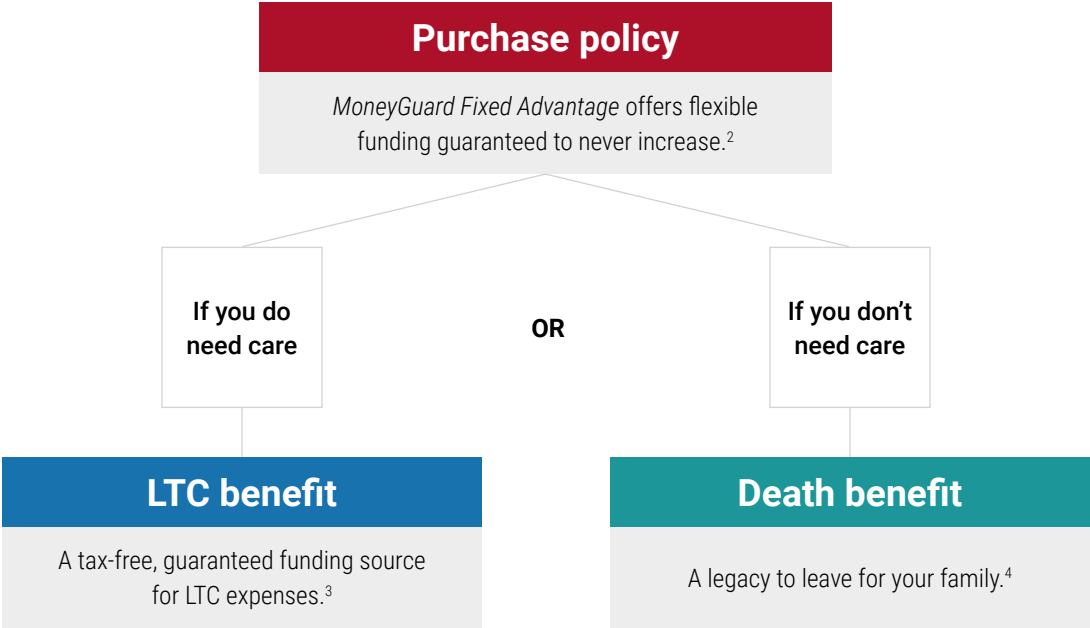 Purchase policy
MoneyGuard Fixed Advantage offers flexible
funding guaranteed to never increase.²
If you do
need care
OR
If you don’t
need care
LTC benefit
A tax-free, guaranteed funding source
for LTC expenses.³
Death benefit
A legacy to leave for your family.⁴